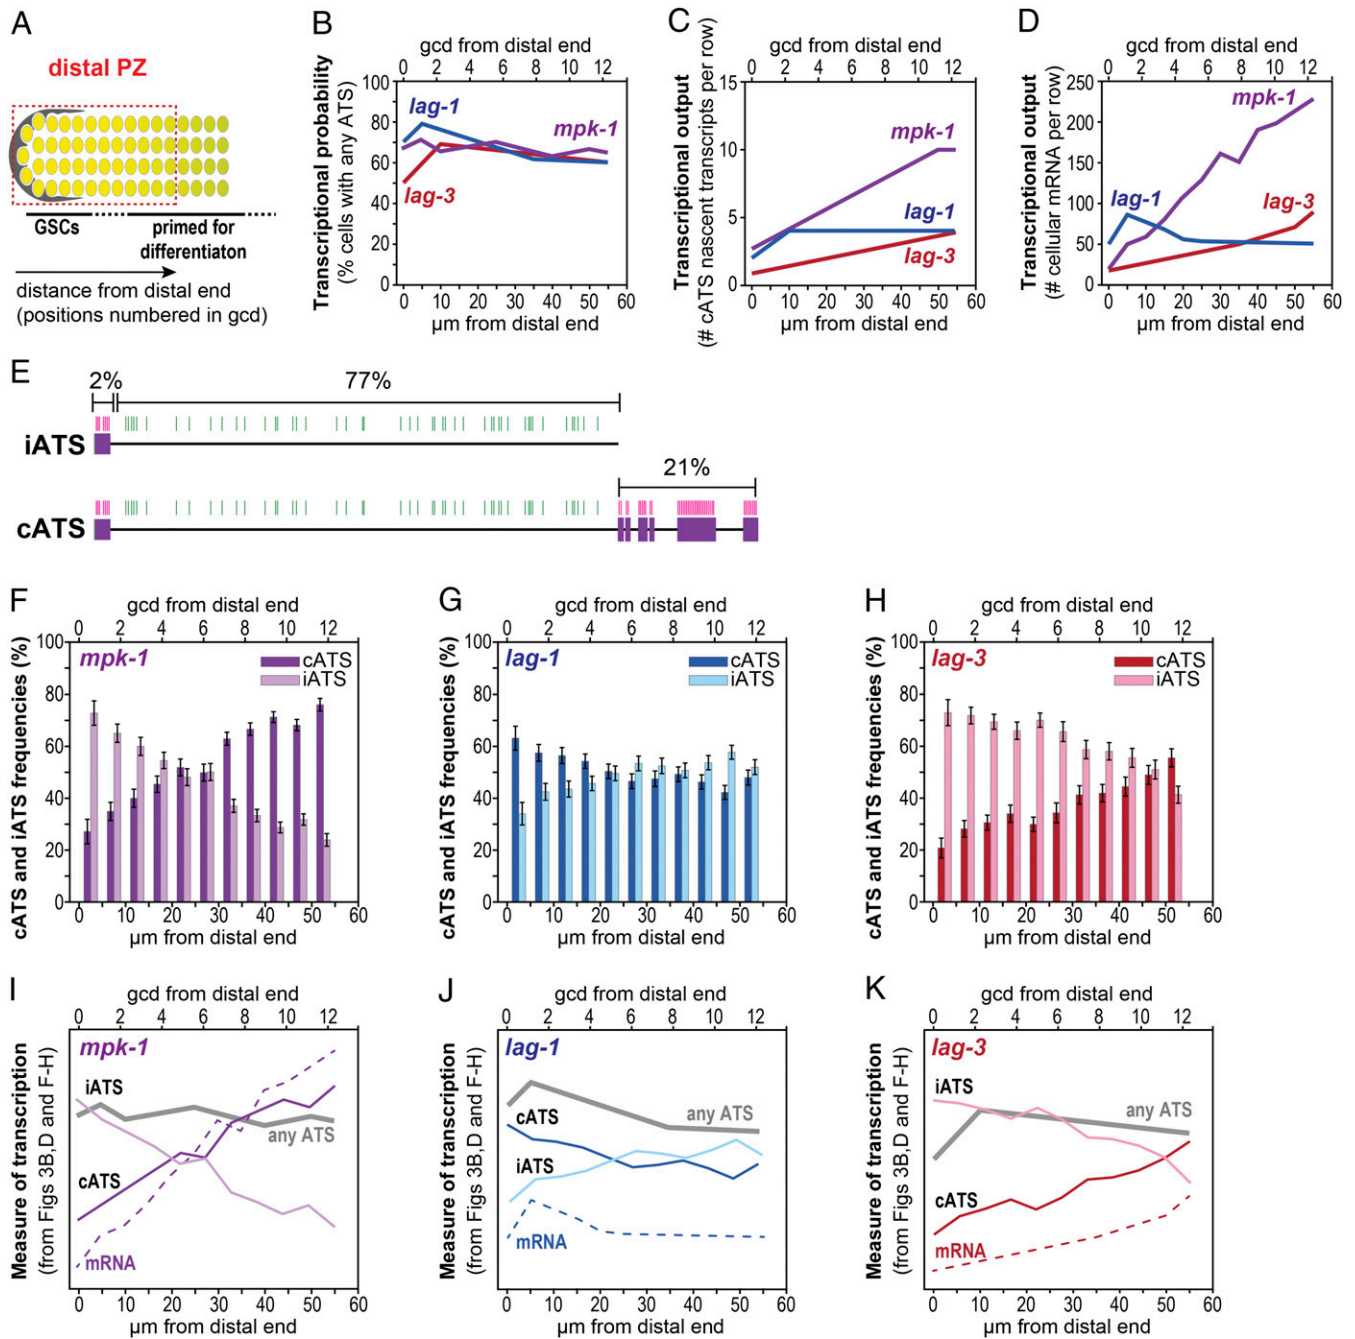 A
distal PZ
GSCs
primed for
differentiaton
distance from distal end
(positions numbered in gcd)
B
gcd from distal end
0 2 4 6 8 10 12
Transcriptional probability
(% cells with any ATS)
100
80
60
40
20
0
lag-1
mpk-1
lag-3
0 10 20 30 40 50 60
µm from distal end
C
gcd from distal end
0 2 4 6 8 10 12
Transcriptional output
(# cATS nascent transcripts per row)
15
10
5
0
mpk-1
lag-1
lag-3
0 10 20 30 40 50 60
µm from distal end
D
gcd from distal end
0 2 4 6 8 10 12
Transcriptional output
(# cellular mRNA per row)
250
200
150
100
50
0
mpk-1
lag-1
lag-3
0 10 20 30 40 50 60
µm from distal end
E
2% 77%
iATS
21%
cATS
F
gcd from distal end
0 2 4 6 8 10 12
cATS and iATS frequencies (%)
100
80
60
40
20
0
mpk-1
cATS
iATS
0 10 20 30 40 50 60
µm from distal end
G
gcd from distal end
0 2 4 6 8 10 12
cATS and iATS frequencies (%)
100
80
60
40
20
0
lag-1
cATS
iATS
0 10 20 30 40 50 60
µm from distal end
H
gcd from distal end
0 2 4 6 8 10 12
cATS and iATS frequencies (%)
100
80
60
40
20
0
lag-3
cATS
iATS
0 10 20 30 40 50 60
µm from distal end
I
gcd from distal end
0 2 4 6 8 10 12
Measure of transcription
(from Figs 3B,D and F-H)
mpk-1
iATS
any ATS
cATS
mRNA
0 10 20 30 40 50 60
µm from distal end
J
gcd from distal end
0 2 4 6 8 10 12
Measure of transcription
(from Figs 3B,D and F-H)
lag-1
any ATS
cATS
iATS
mRNA
0 10 20 30 40 50 60
µm from distal end
K
gcd from distal end
0 2 4 6 8 10 12
Measure of transcription
(from Figs 3B,D and F-H)
lag-3
iATS
any ATS
cATS
mRNA
0 10 20 30 40 50 60
µm from distal end